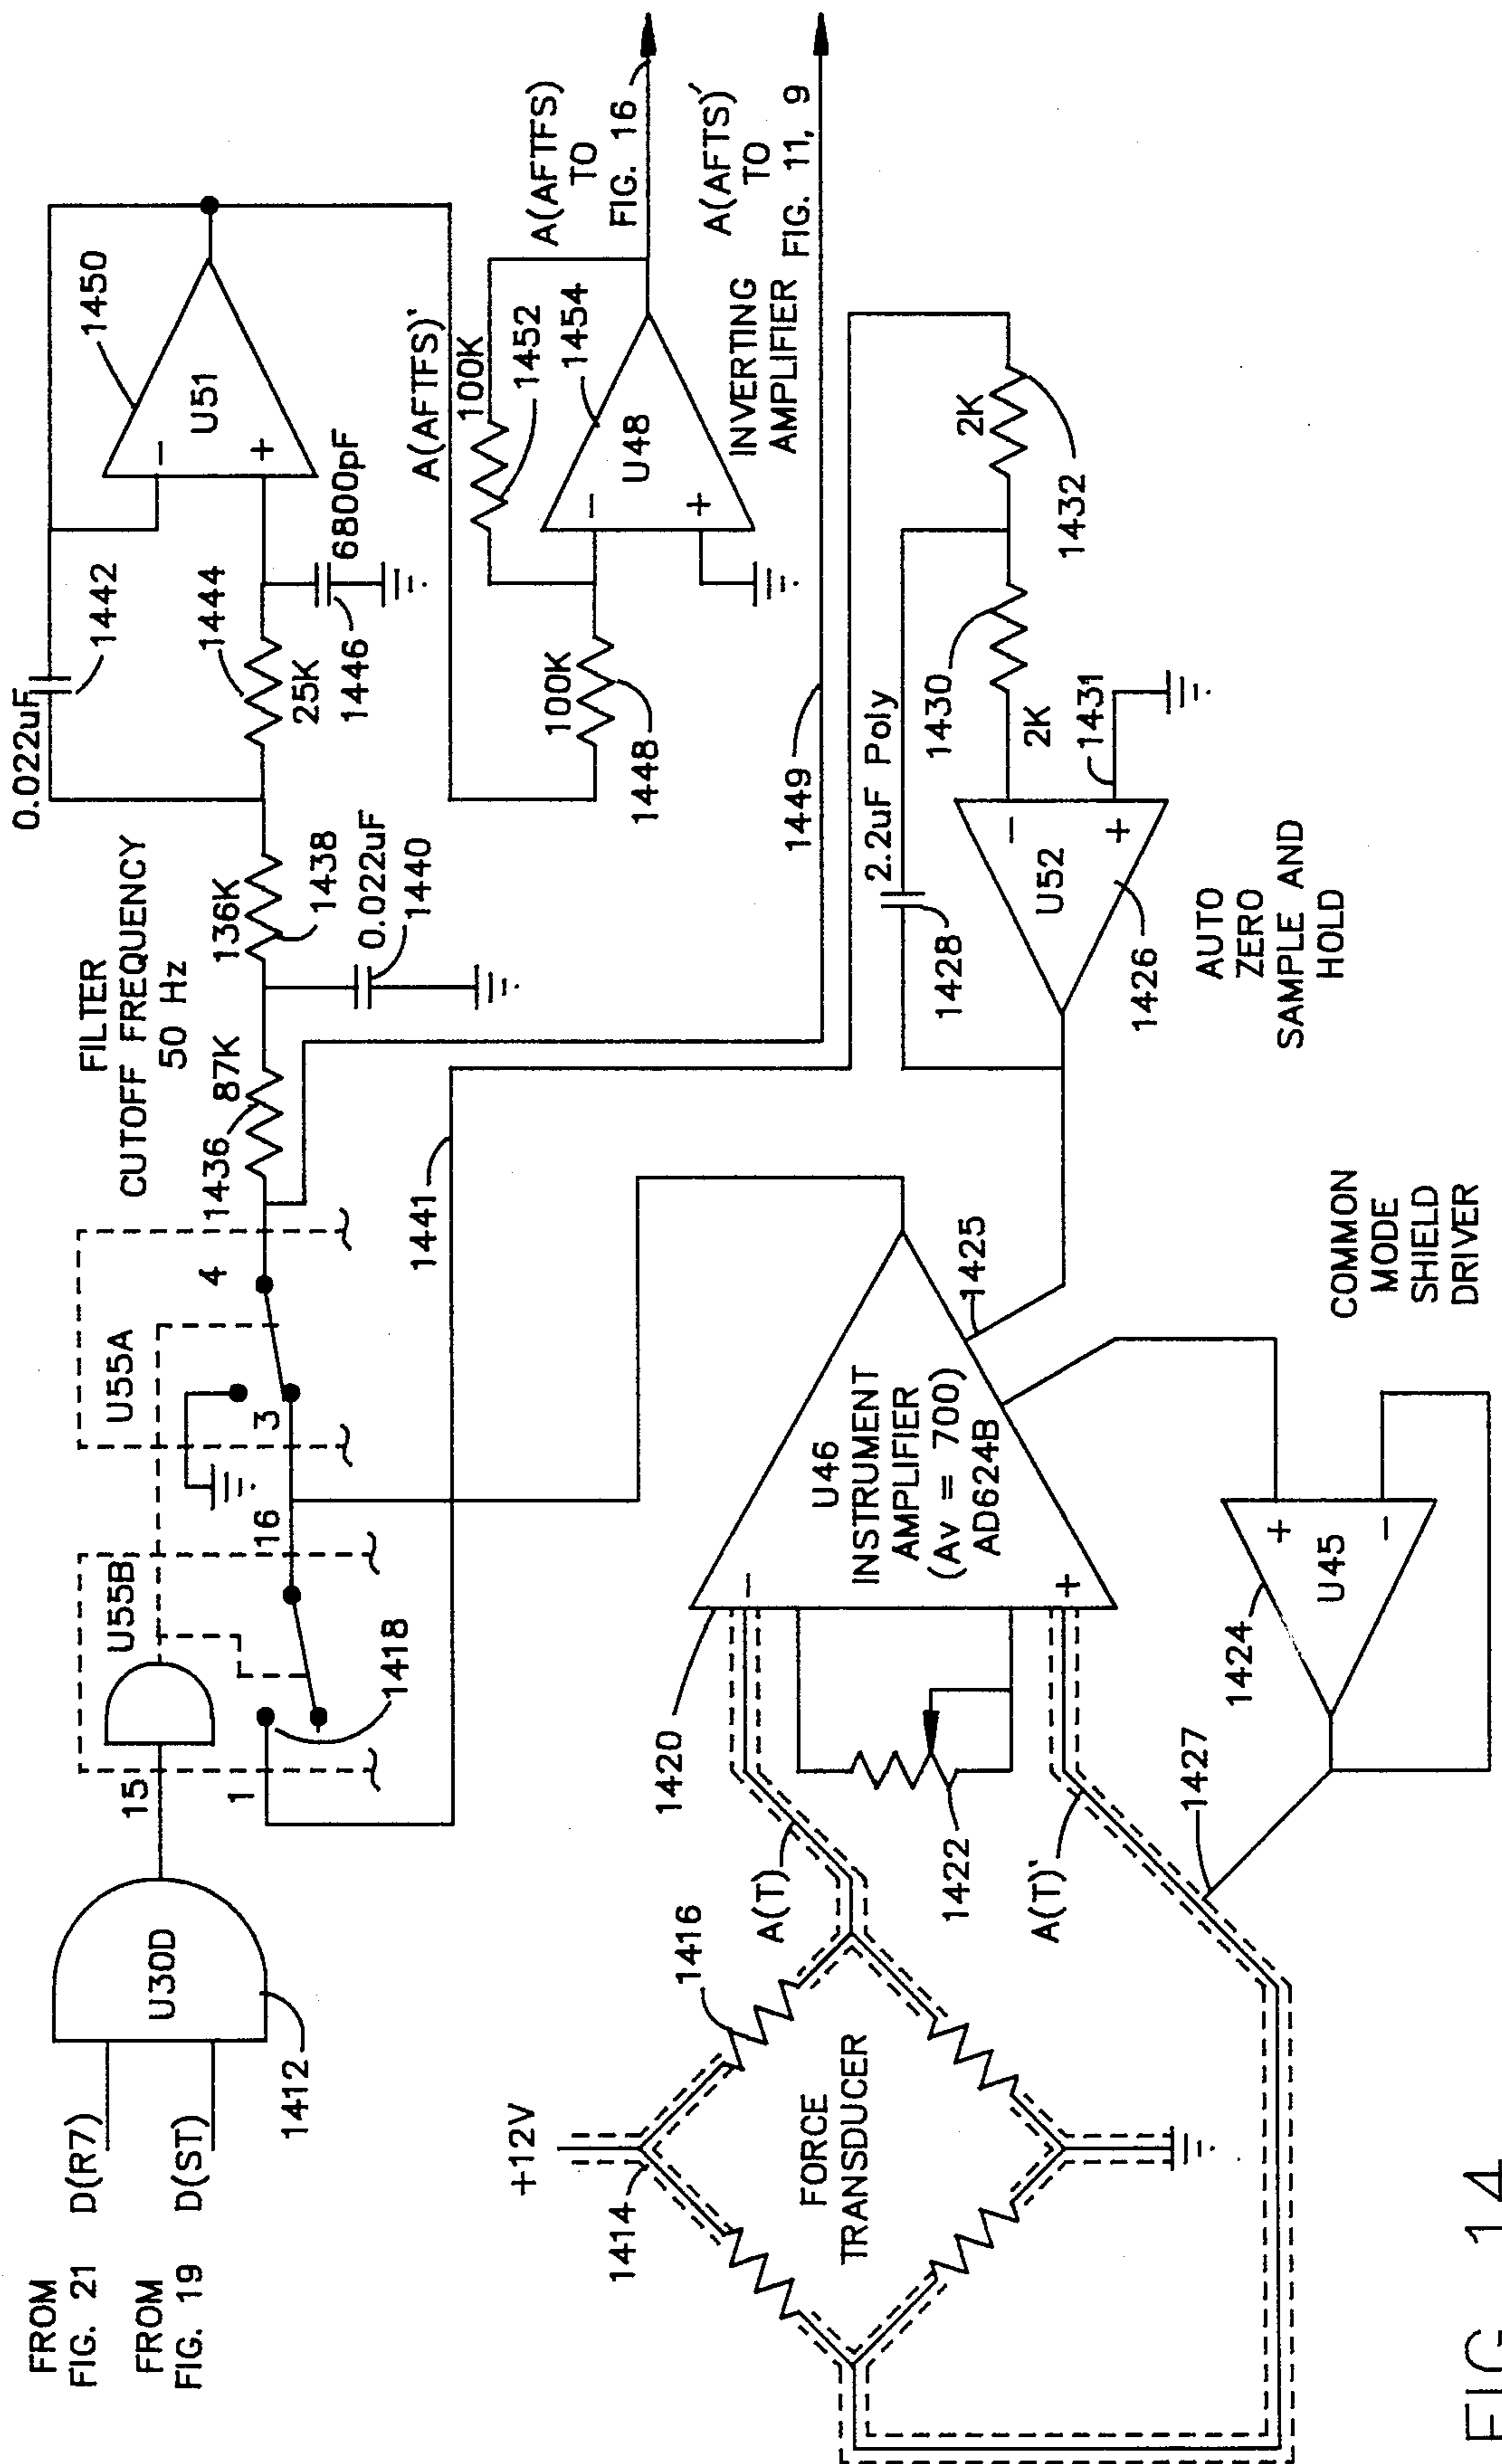 FROM
FIG. 21 D(R7)
FROM
FIG. 19 D(ST)
U30D
1412
15
U55B
1
1418
16
U55A
3
4
FILTER
CUTOFF FREQUENCY
50 Hz
1436
87K
136K
1438
0.022uF
1440
0.022uF
1442
1444
25K
1446
6800pF
-
+
U51
1450
A(AFTFS)'
100K
1452
100K
1448
-
+
U48
1454
A(AFTFS)
TO
FIG. 16
INVERTING
AMPLIFIER
A(AFTS)'
TO
FIG. 11, 9
1449
1441
+12V
1414
1416
FORCE
TRANSDUCER
A(T)
A(T)'
1420
1422
-
+
U46
INSTRUMENT
AMPLIFIER
(Av = 700)
AD624B
1425
2.2uF Poly
1428
1430
2K
2K
1432
1431
-
+
U52
1426
AUTO
ZERO
SAMPLE AND
HOLD
1427
1424
+
-
U45
COMMON
MODE
SHIELD
DRIVER
FIG. 14